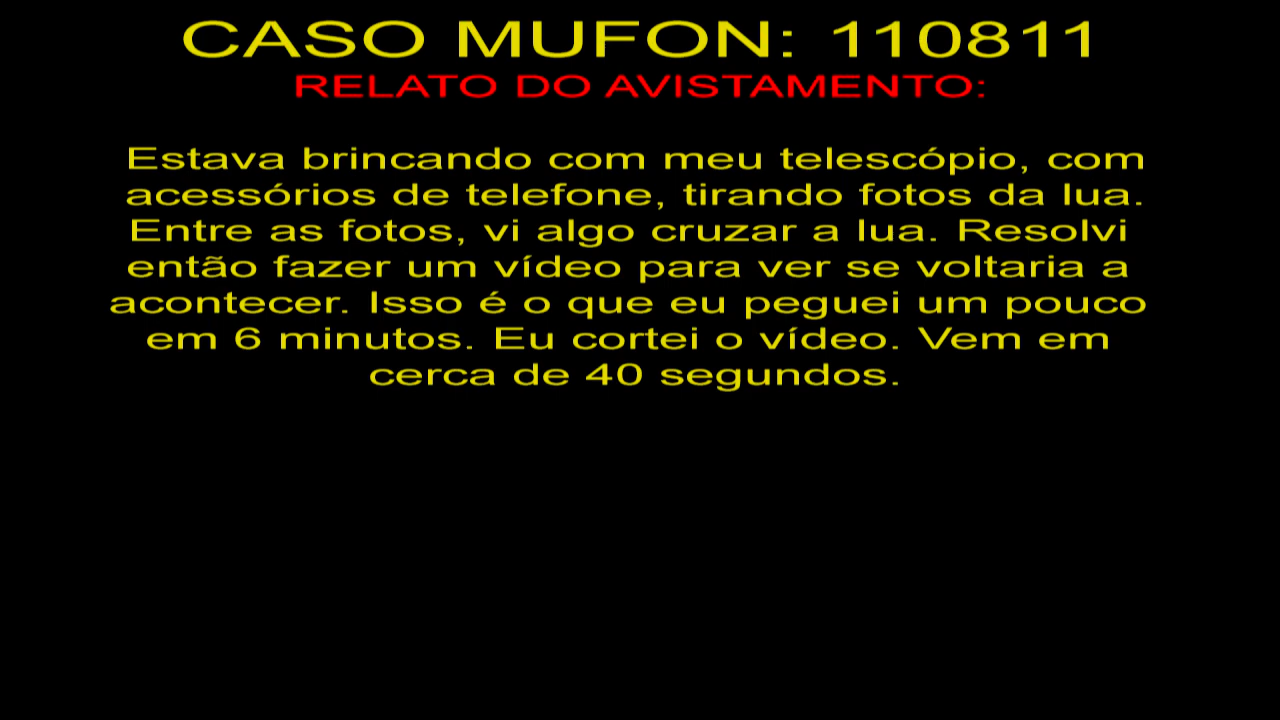 CASO MUFON: 110811
RELATO DO AVISTAMENTO:
Estava brincando com meu telescópio, com
acessórios de telefone, tirando fotos da lua.
Entre as fotos, vi algo cruzar a lua. Resolvi
então fazer um vídeo para ver se voltaria a
acontecer. Isso é o que eu peguei um pouco
em 6 minutos. Eu cortei o vídeo. Vem em
cerca de 40 segundos.